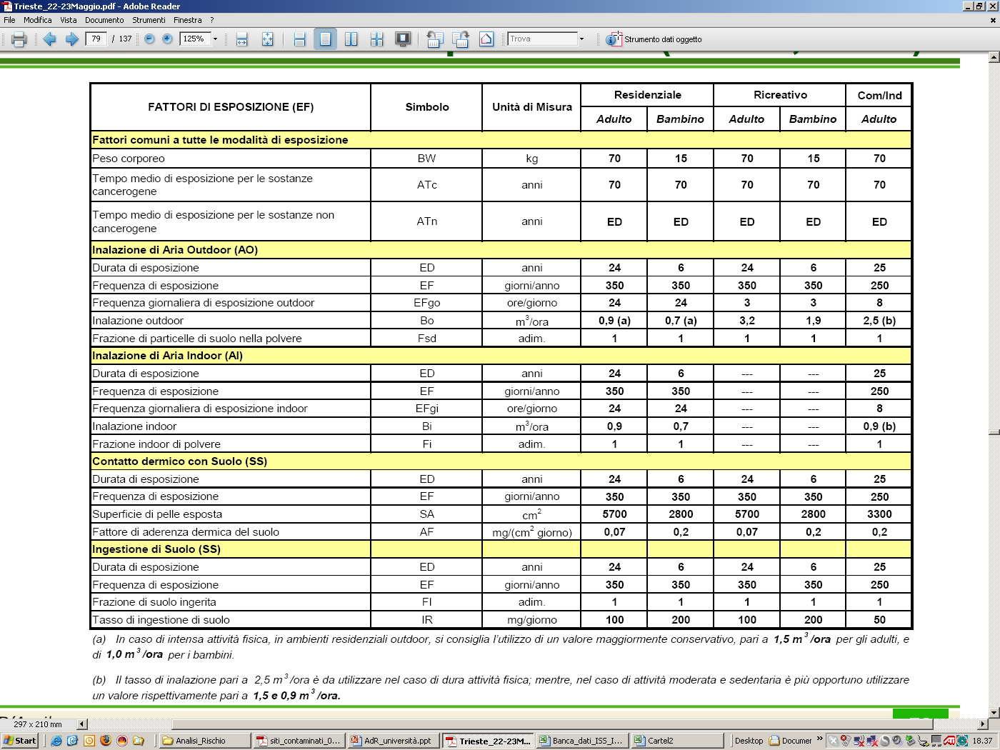 Trieste_22-23Maggio.pdf - Adobe Reader
File Modifica Vista Documento Strumenti Finestra ?
79 / 137 125% Trova Strumento dati oggetto
FATTORI DI ESPOSIZIONE (EF) Simbolo Unità di Misura Residenziale Ricreativo Com/Ind
Adulto Bambino Adulto Bambino Adulto
Fattori comuni a tutte le modalità di esposizione
Peso corporeo BW kg 70 15 70 15 70
Tempo medio di esposizione per le sostanze
cancerogene ATc anni 70 70 70 70 70
Tempo medio di esposizione per le sostanze non
cancerogene ATn anni ED ED ED ED ED
Inalazione di Aria Outdoor (AO)
Durata di esposizione ED anni 24 6 24 6 25
Frequenza di esposizione EF giorni/anno 350 350 350 350 250
Frequenza giornaliera di esposizione outdoor EFgo ore/giorno 24 24 3 3 8
Inalazione outdoor Bo m³/ora 0,9 (a) 0,7 (a) 3,2 1,9 2,5 (b)
Frazione di particelle di suolo nella polvere Fsd adim. 1 1 1 1 1
Inalazione di Aria Indoor (AI)
Durata di esposizione ED anni 24 6 --- --- 25
Frequenza di esposizione EF giorni/anno 350 350 --- --- 250
Frequenza giornaliera di esposizione indoor EFgi ore/giorno 24 24 --- --- 8
Inalazione indoor Bi m³/ora 0,9 0,7 --- --- 0,9 (b)
Frazione indoor di polvere Fi adim. 1 1 --- --- 1
Contatto dermico con Suolo (SS)
Durata di esposizione ED anni 24 6 24 6 25
Frequenza di esposizione EF giorni/anno 350 350 350 350 250
Superficie di pelle esposta SA cm² 5700 2800 5700 2800 3300
Fattore di aderenza dermica del suolo AF mg/(cm² giorno) 0,07 0,2 0,07 0,2 0,2
Ingestione di Suolo (SS)
Durata di esposizione ED anni 24 6 24 6 25
Frequenza di esposizione EF giorni/anno 350 350 350 350 250
Frazione di suolo ingerita FI adim. 1 1 1 1 1
Tasso di ingestione di suolo IR mg/giorno 100 200 100 200 50
(a) In caso di intensa attività fisica, in ambienti residenziali outdoor, si consiglia l'utilizzo di un valore maggiormente conservativo, pari a 1,5 m³/ora per gli adulti, e
di 1,0 m³/ora per i bambini.
(b) Il tasso di inalazione pari a 2,5 m³/ora è da utilizzare nel caso di dura attività fisica; mentre, nel caso di attività moderata e sedentaria è più opportuno utilizzare
un valore rispettivamente pari a 1,5 e 0,9 m³/ora.
297 x 210 mm
Start Analisi_Rischio siti_contaminati_0... AdR_università.ppt Trieste_22-23M... Banca_dati_ISS_I... Cartel2 Desktop Documer » 18.37